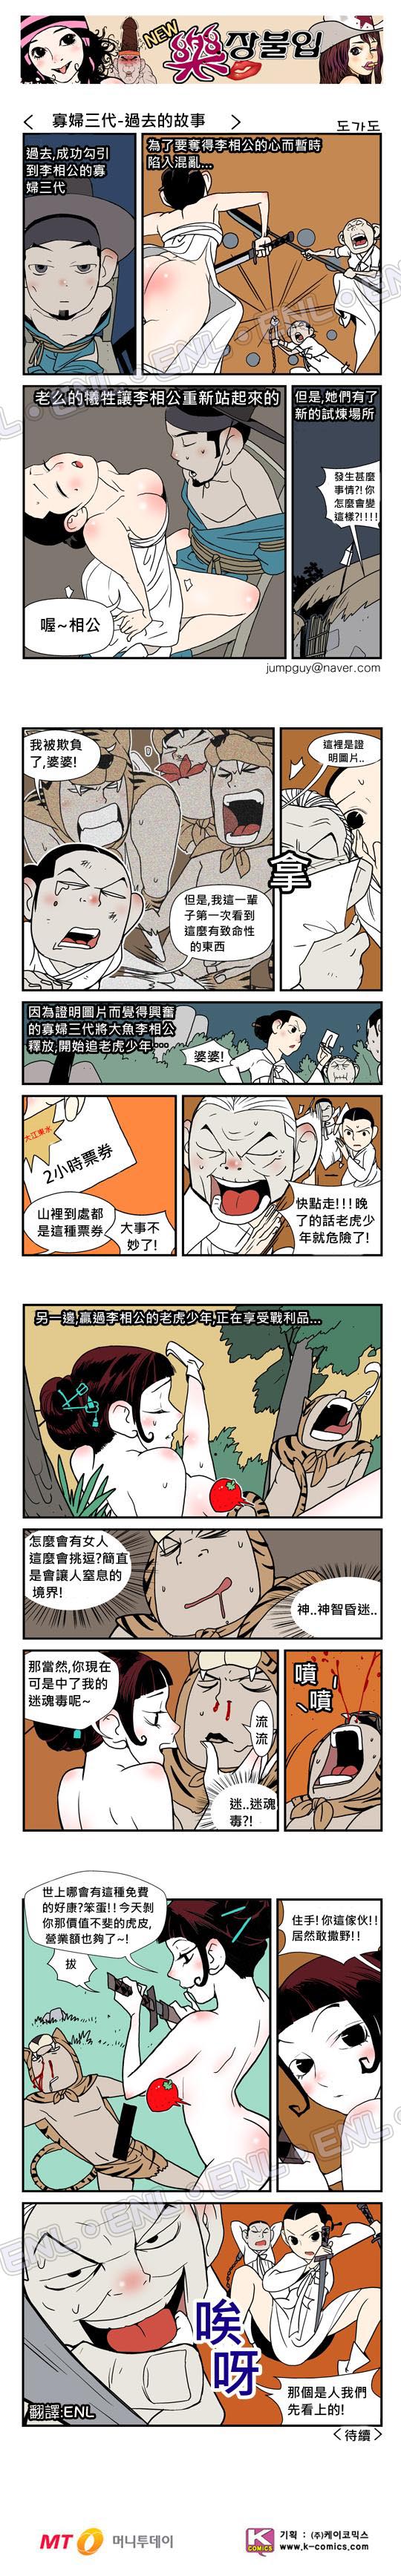 NEW
樂장불입
< 寡婦三代-過去的故事 >
도가도
過去,成功勾引
到李相公的寡
婦三代
為了要奪得李相公的心而暫時
陷入混亂...
老么的犧牲讓李相公重新站起來的
喔~相公
但是,她們有了
新的試煉場所
發生甚麼
事情?!你
怎麼會變
這樣?!!!!
jumpguy@naver.com
我被欺負
了,婆婆!
但是,我這一輩
子第一次看到
這麼有致命性
的東西
這裡是證
明圖片..
拿
因為證明圖片而覺得興奮
的寡婦三代將大魚李相公
釋放,開始追老虎少年...
婆婆!
大江東水
2小時票券
山裡到處都
是這種票券
大事不
妙了!
快點走!!!晚
了的話老虎少
年就危險了!
另一邊,贏過李相公的老虎少年,正在享受戰利品...
怎麼會有女人
這麼會挑逗?簡直
是會讓人窒息的
境界!
神..神智昏迷..
那當然,你現在
可是中了我的
迷魂毒呢~
流
流
迷..迷魂
毒?!
噴
噴
世上哪會有這種免費
的好康?笨蛋!!今天剝
你那價值不斐的虎皮,
營業額也夠了~!
拔
住手!你這傢伙!!
居然敢撒野!!
唉
呀
那個是人我們
先看上的!
翻譯:ENL
<待續>
ENL
MT 머니투데이
K COMICS
기획 : (주)케이코믹스
www.k-comics.com